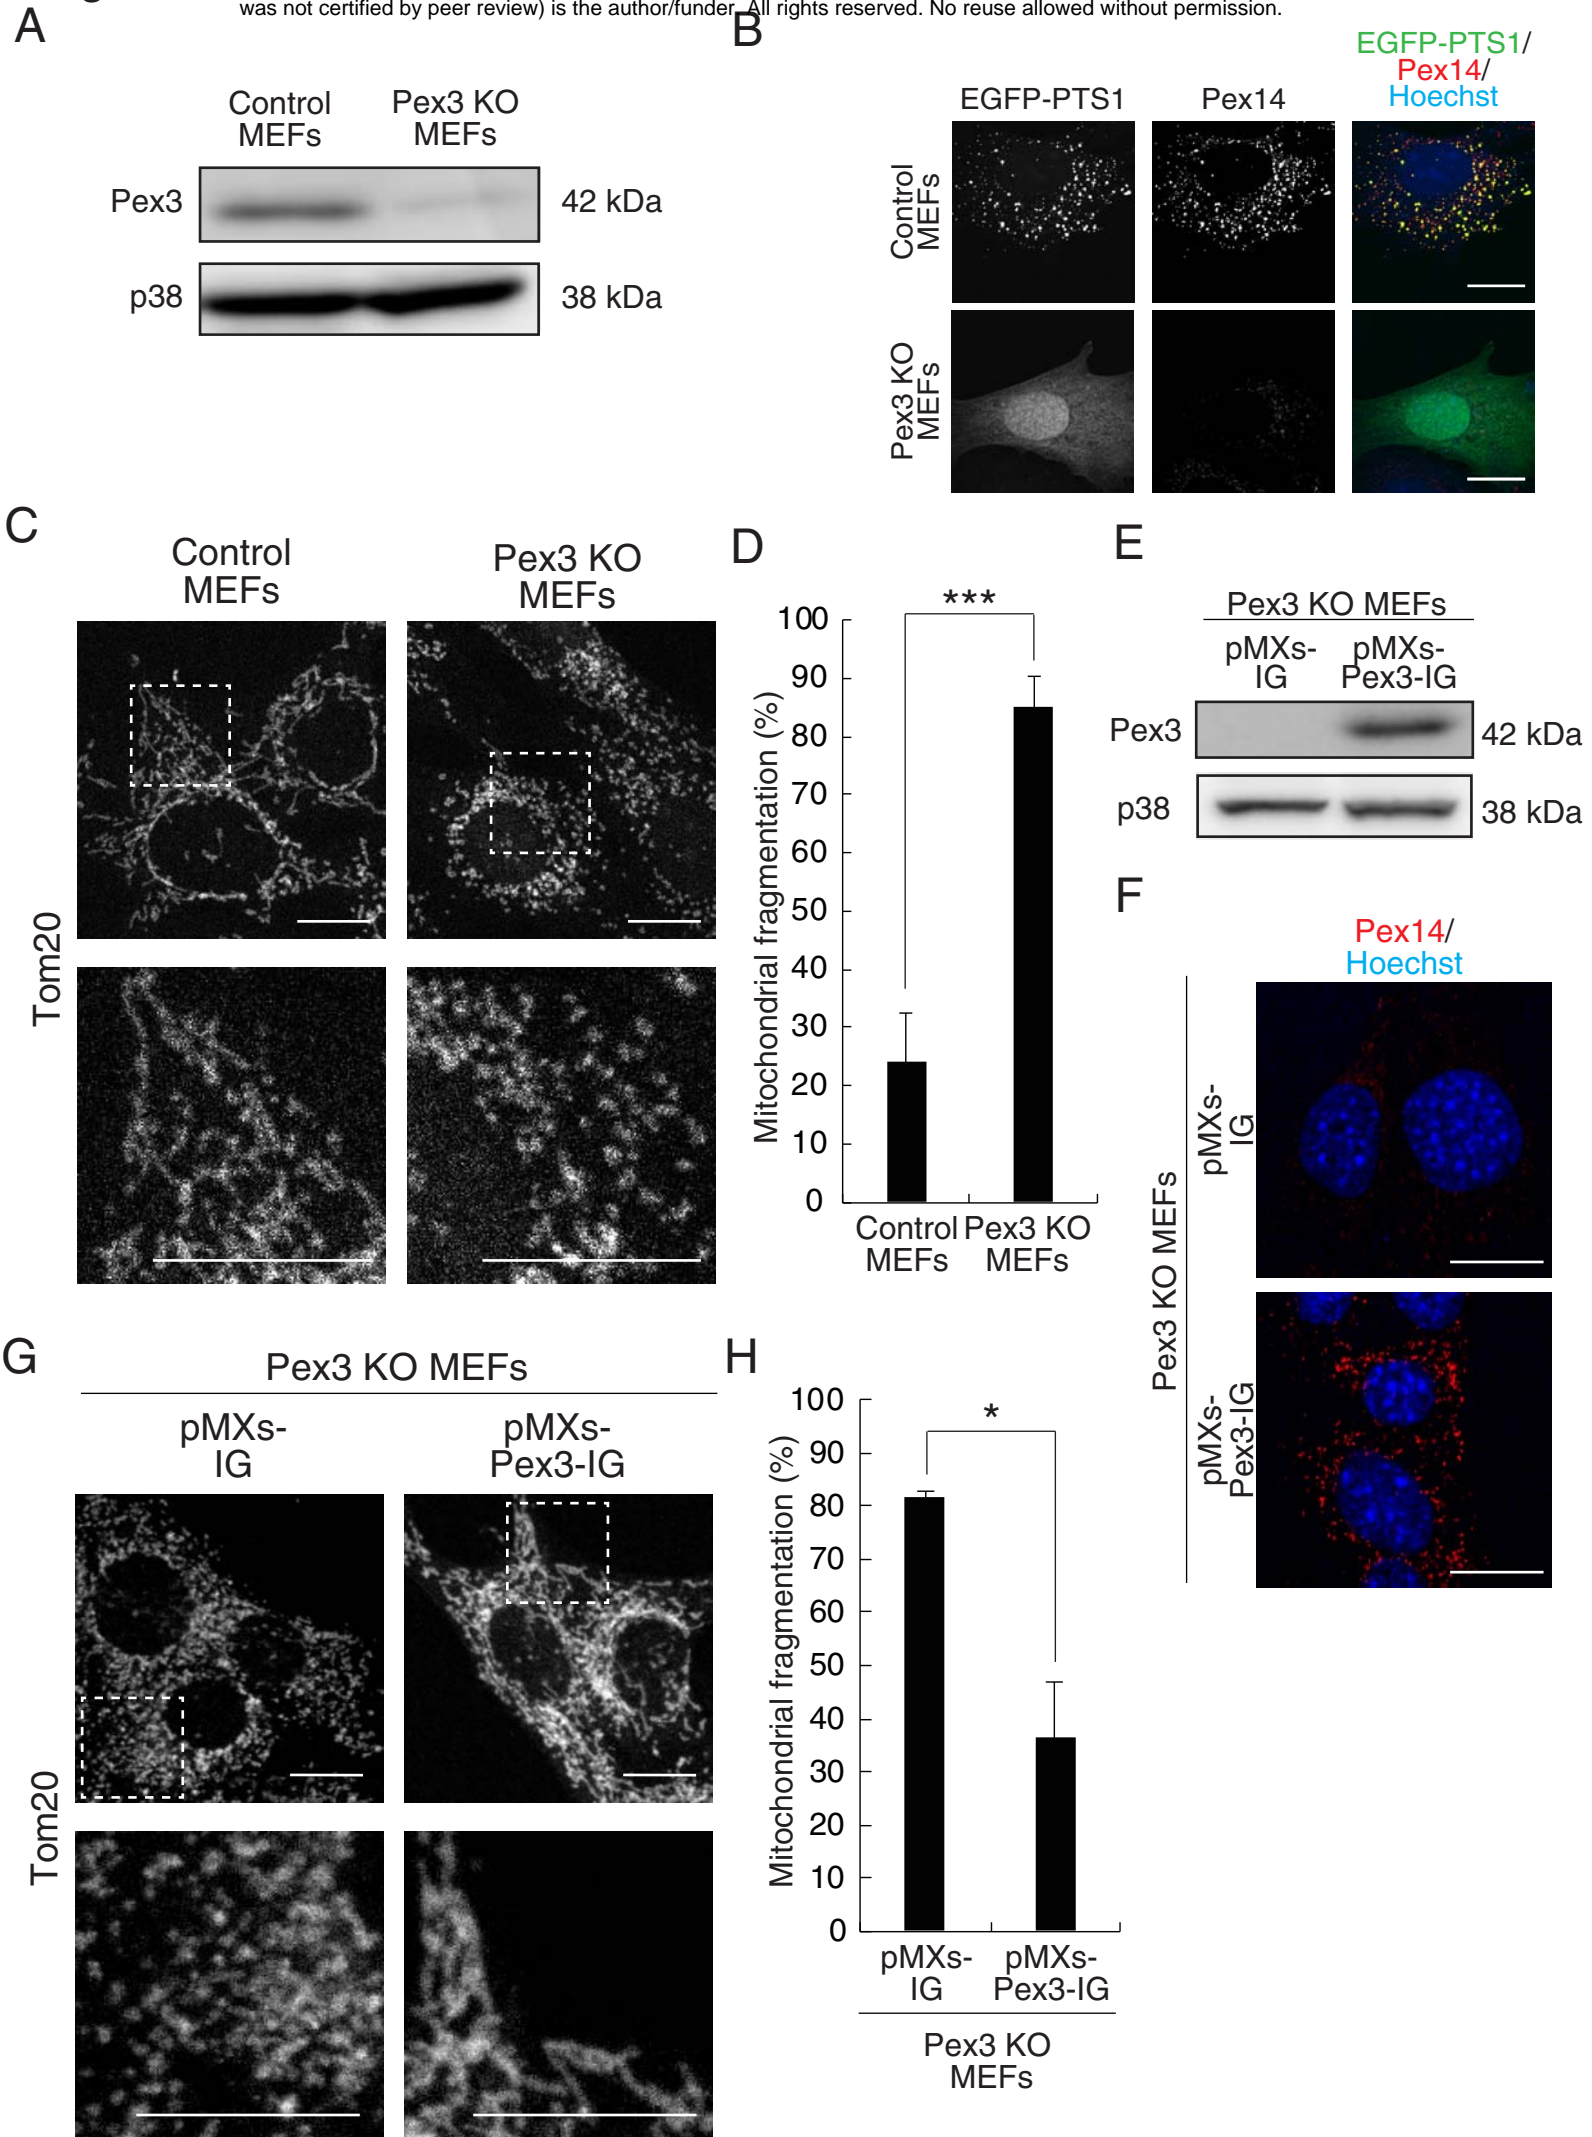 was not certified by peer review) is the author/funder. All rights reserved. No reuse allowed without permission.
A
Control
MEFs
Pex3 KO
MEFs
Pex3
42 kDa
p38
38 kDa
B
EGFP-PTS1
Pex14
EGFP-PTS1/
Pex14/
Hoechst
Control
MEFs
Pex3 KO
MEFs
C
Control
MEFs
Pex3 KO
MEFs
Tom20
D
***
Mitochondrial fragmentation (%)
100
90
80
70
60
50
40
30
20
10
0
Control
MEFs
Pex3 KO
MEFs
E
Pex3 KO MEFs
pMXs-
IG
pMXs-
Pex3-IG
Pex3
42 kDa
p38
38 kDa
F
Pex14/
Hoechst
Pex3 KO MEFs
pMXs-
IG
pMXs-
Pex3-IG
G
Pex3 KO MEFs
pMXs-
IG
pMXs-
Pex3-IG
Tom20
H
*
Mitochondrial fragmentation (%)
100
90
80
70
60
50
40
30
20
10
0
pMXs-
IG
pMXs-
Pex3-IG
Pex3 KO
MEFs